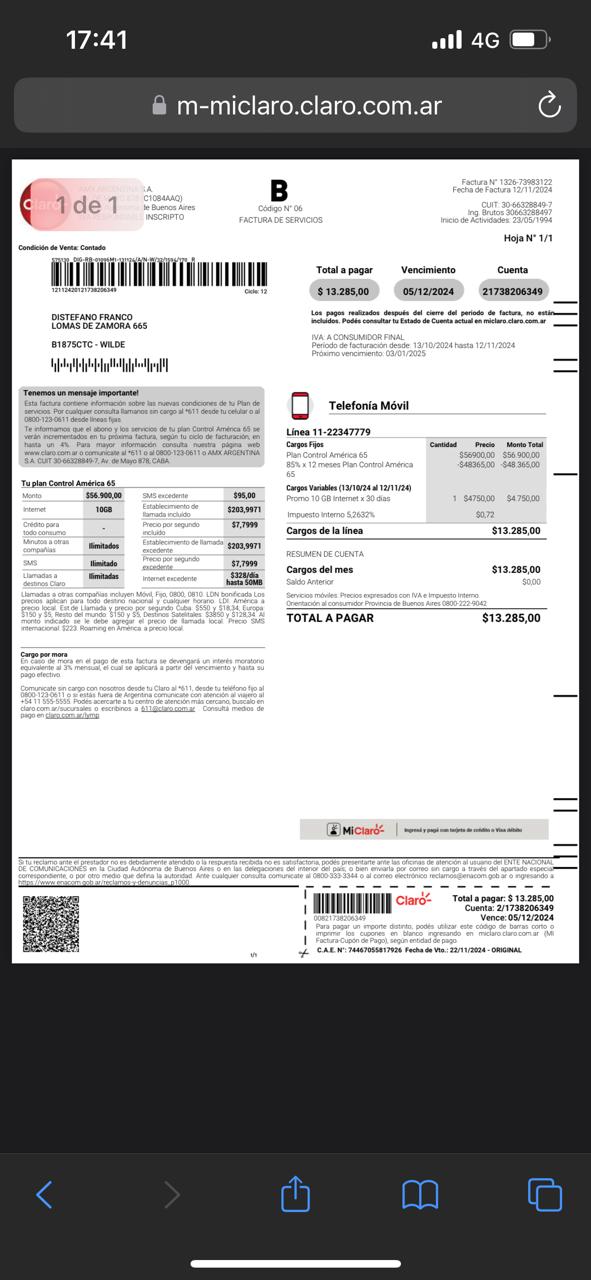 17:41
4G
m-miclaro.claro.com.ar
1 de 1
C1084AAQ)
de Buenos Aires
INSCRIPTO
B
Código N° 06
FACTURA DE SERVICIOS
Factura N° 1326-73983122
Fecha de Factura 12/11/2024
CUIT: 30-66328849-7
Ing. Brutos 30663288497
Inicio de Actividades: 23/05/1994
Hoja N° 1/1
Condición de Venta: Contado
12112420121738206349
Ciclo: 12
DISTEFANO FRANCO
LOMAS DE ZAMORA 665
B1875CTC - WILDE
Total a pagar Vencimiento Cuenta
$ 13.285,00 05/12/2024 21738206349
Los pagos realizados después del cierre del periodo de factura, no están
incluidos. Podés consultar tu Estado de Cuenta actual en miclaro.claro.com.ar
IVA: A CONSUMIDOR FINAL
Período de facturación desde: 13/10/2024 hasta 12/11/2024
Próximo vencimiento: 03/01/2025
Tenemos un mensaje importante!
Esta factura contiene información sobre las nuevas condiciones de tu Plan de
servicios. Por cualquier consulta llamanos sin cargo al *611 desde tu celular o al
0800-123-0611 desde líneas fijas.
Te informamos que el abono y los servicios de tu plan Control América 65 se
verán incrementados en tu próxima factura, según tu ciclo de facturación, en
hasta un 4%. Para mayor información consulta nuestra página web
www.claro.com.ar o comunicate al *611 o al 0800-123-0611 o AMX ARGENTINA
S.A. CUIT 30-66328849-7, Av. de Mayo 878, CABA.
Tu plan Control América 65
Monto $56.900,00 SMS excedente $95,00
Internet 10GB Establecimiento de
llamada incluído $203,9971
Crédito para
todo consumo - Precio por segundo
incluído $7,7999
Minutos a otras
compañías Ilimitados Establecimiento de llamada
excedente $203,9971
SMS Ilimitado Precio por segundo
excedente $7,7999
Llamadas a
destinos Claro Ilimitadas Internet excedente $328/día
hasta 50MB
Llamadas a otras compañías incluyen Móvil, Fijo, 0800, 0810. LDN bonificada Los
precios aplican para todo destino nacional y cualquier horario. LDI: América a
precio local. Est.de Llamada y precio por segundo Cuba: $550 y $18,34, Europa:
$150 y $5, Resto del mundo: $150 y $5, Destinos Satelitales: $3850 y $128,34. Al
monto indicado se le debe agregar el precio de llamada local. Precio SMS
internacional: $223. Roaming en América: a precio local.
Cargo por mora
En caso de mora en el pago de esta factura se devengará un interés moratorio
equivalente al 3% mensual, el cual se aplicará a partir del vencimiento y hasta su
pago efectivo.
Comunicate sin cargo con nosotros desde tu Claro al *611, desde tu teléfono fijo al
0800-123-0611 o si estás fuera de Argentina comunicate con atención al viajero al
+54 11 555-5555. Podés acercarte a tu centro de atención más cercano, buscalo en
claro.com.ar/sucursales o escribinos a 611@claro.com.ar Consultá medios de
pago en claro.com.ar/lymp
Telefonía Móvil
Línea 11-22347779
Cargos Fijos Cantidad Precio Monto Total
Plan Control América 65 $56900,00 $56.900,00
85% x 12 meses Plan Control América -$48365,00 -$48.365,00
65
Cargos Variables (13/10/24 al 12/11/24)
Promo 10 GB Internet x 30 días 1 $4750,00 $4.750,00
Impuesto Interno 5,2632% $0,72
Cargos de la línea $13.285,00
RESUMEN DE CUENTA
Cargos del mes $13.285,00
Saldo Anterior $0,00
Servicios móviles: Precios expresados con IVA e Impuesto Interno.
Orientación al consumidor Provincia de Buenos Aires 0800-222-9042
TOTAL A PAGAR $13.285,00
MiClaro Ingresá y pagá con tarjeta de crédito o Visa débito
Si tu reclamo ante el prestador no es debidamente atendido o la respuesta recibida no es satisfactoria, podés presentarte ante las oficinas de atención al usuario del ENTE NACIONAL
DE COMUNICACIONES en la Ciudad Autónoma de Buenos Aires o en las delegaciones del interior del país; o bien enviarla por correo sin cargo a través del apartado especial
correspondiente, o por otro medio que defina la autoridad. Ante cualquier consulta comunicate al 0800-333-3344 o al correo electrónico reclamos@enacom.gob.ar o ingresando a
https://www.enacom.gob.ar/reclamos-y-denuncias_p1000.
1/1
00821738206349
Claro
Total a pagar: $ 13.285,00
Cuenta: 2/1738206349
Vence: 05/12/2024
Para pagar un importe distinto, podés utilizar este código de barras corto o
imprimir los cupones en blanco ingresando en miclaro.claro.com.ar (MI
Factura-Cupón de Pago), según entidad de pago.
C.A.E. N°: 74467055817926 Fecha de Vto.: 22/11/2024 - ORIGINAL